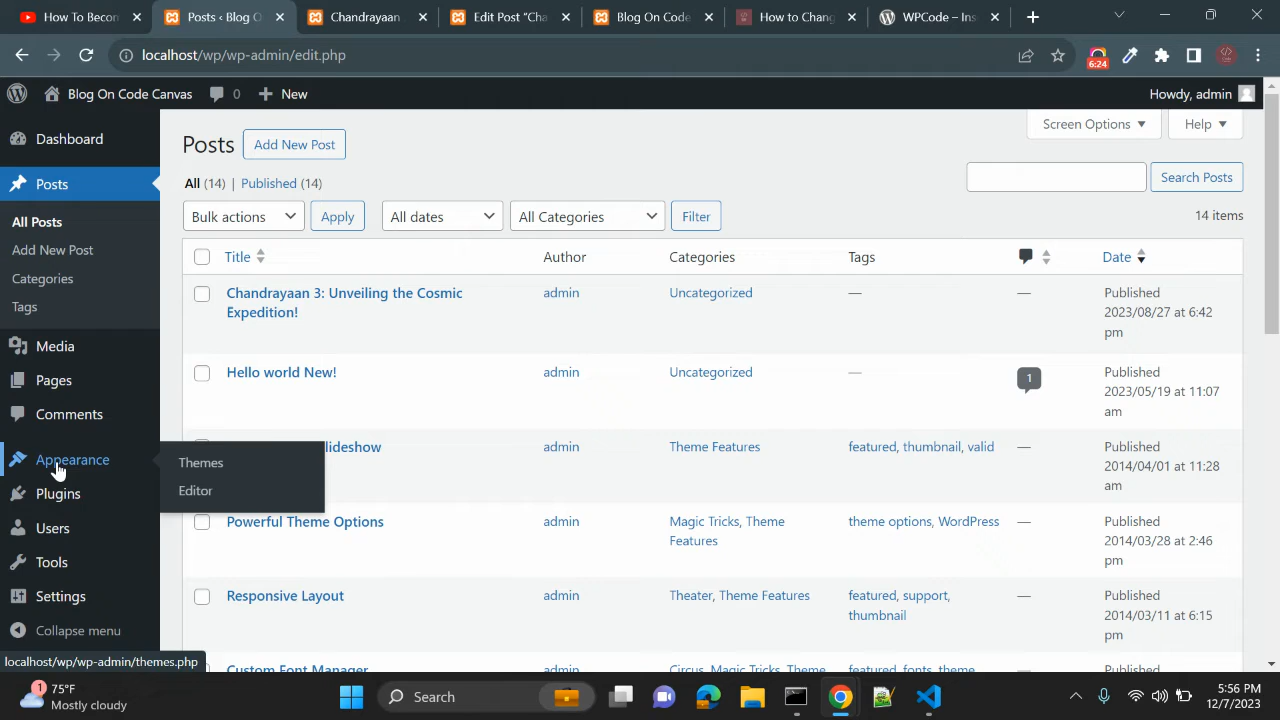 How To Becon
Posts ‹ Blog O
Chandrayaan
Edit Post "Cha
Blog On Code
How to Chang
WPCode – Ins
localhost/wp/wp-admin/edit.php
6:24
Blog On Code Canvas
0
New
Howdy, admin
Dashboard
Posts
All Posts
Add New Post
Categories
Tags
Media
Pages
Comments
Appearance
Themes
Editor
Plugins
Users
Tools
Settings
Collapse menu
localhost/wp/wp-admin/themes.php
Posts
Add New Post
Screen Options
Help
All (14) | Published (14)
Search Posts
Bulk actions
Apply
All dates
All Categories
Filter
14 items
Title
Author
Categories
Tags
Date
Chandrayaan 3: Unveiling the Cosmic
Expedition!
admin
Uncategorized
—
—
Published
2023/08/27 at 6:42
pm
Hello world New!
admin
Uncategorized
—
1
Published
2023/05/19 at 11:07
am
lideshow
admin
Theme Features
featured, thumbnail, valid
—
Published
2014/04/01 at 11:28
am
Powerful Theme Options
admin
Magic Tricks, Theme
Features
theme options, WordPress
—
Published
2014/03/28 at 2:46
pm
Responsive Layout
admin
Theater, Theme Features
featured, support,
thumbnail
—
Published
2014/03/11 at 6:15
pm
Custom Font Manager
admin
Circus, Magic Tricks, Theme
featured, fonts, theme
Published
1
75°F
Mostly cloudy
Search
5:56 PM
12/7/2023